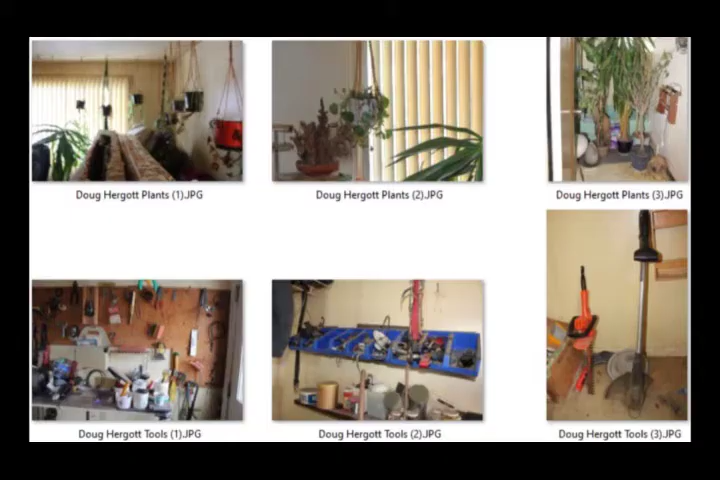 Doug Hergott Plants (1).JPG
Doug Hergott Plants (2).JPG
Doug Hergott Plants (3).JPG
Doug Hergott Tools (1).JPG
Doug Hergott Tools (2).JPG
Doug Hergott Tools (3).JPG